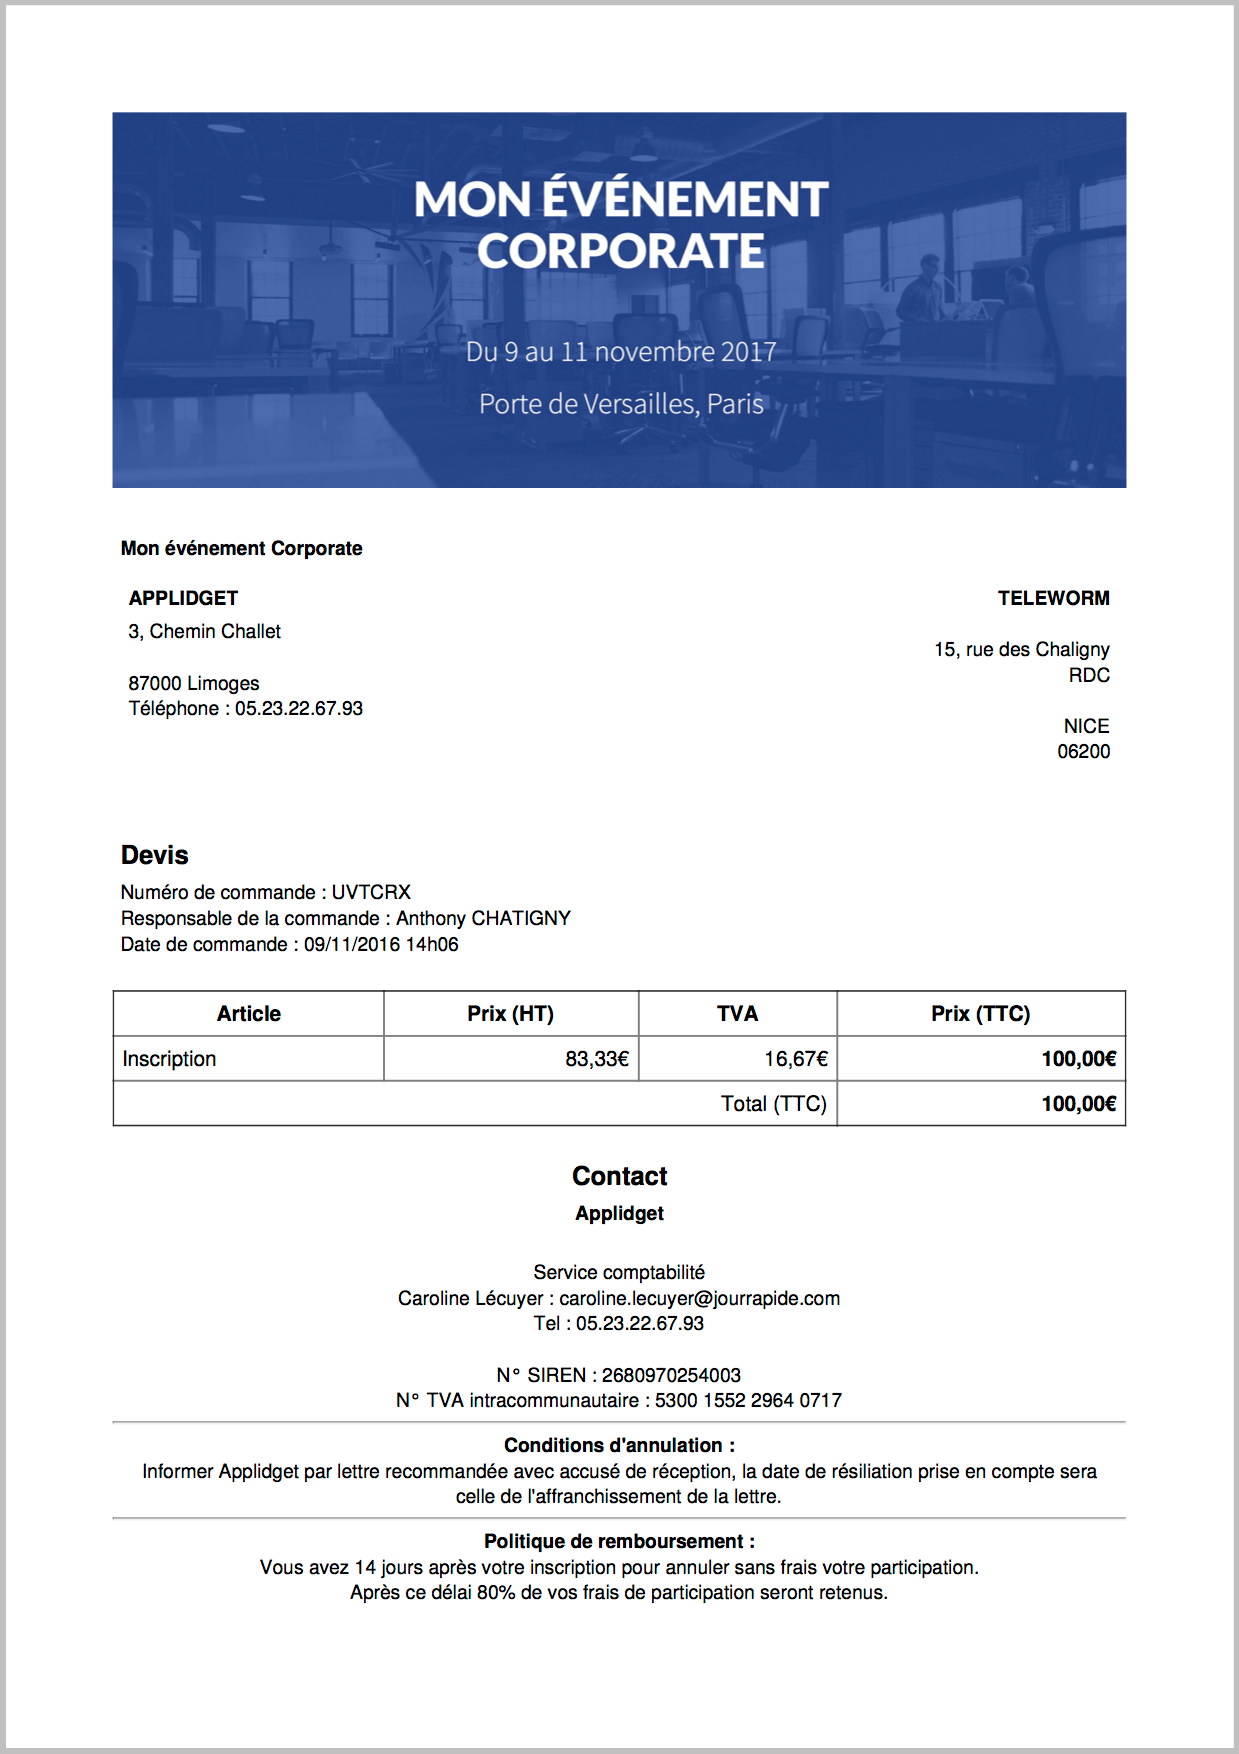 MON ÉVÉNEMENT
CORPORATE
Du 9 au 11 novembre 2017
Porte de Versailles, Paris
Mon événement Corporate
APPLIDGET
3, Chemin Challet
87000 Limoges
Téléphone : 05.23.22.67.93
TELEWORM
15, rue des Chaligny
RDC
NICE
06200
Devis
Numéro de commande : UVTCRX
Responsable de la commande : Anthony CHATIGNY
Date de commande : 09/11/2016 14h06
Article Prix (HT) TVA Prix (TTC)
Inscription 83,33€ 16,67€ 100,00€
Total (TTC) 100,00€
Contact
Applidget
Service comptabilité
Caroline Lécuyer : caroline.lecuyer@jourrapide.com
Tel : 05.23.22.67.93
N° SIREN : 2680970254003
N° TVA intracommunautaire : 5300 1552 2964 0717
Conditions d'annulation :
Informer Applidget par lettre recommandée avec accusé de réception, la date de résiliation prise en compte sera
celle de l'affranchissement de la lettre.
Politique de remboursement :
Vous avez 14 jours après votre inscription pour annuler sans frais votre participation.
Après ce délai 80% de vos frais de participation seront retenus.